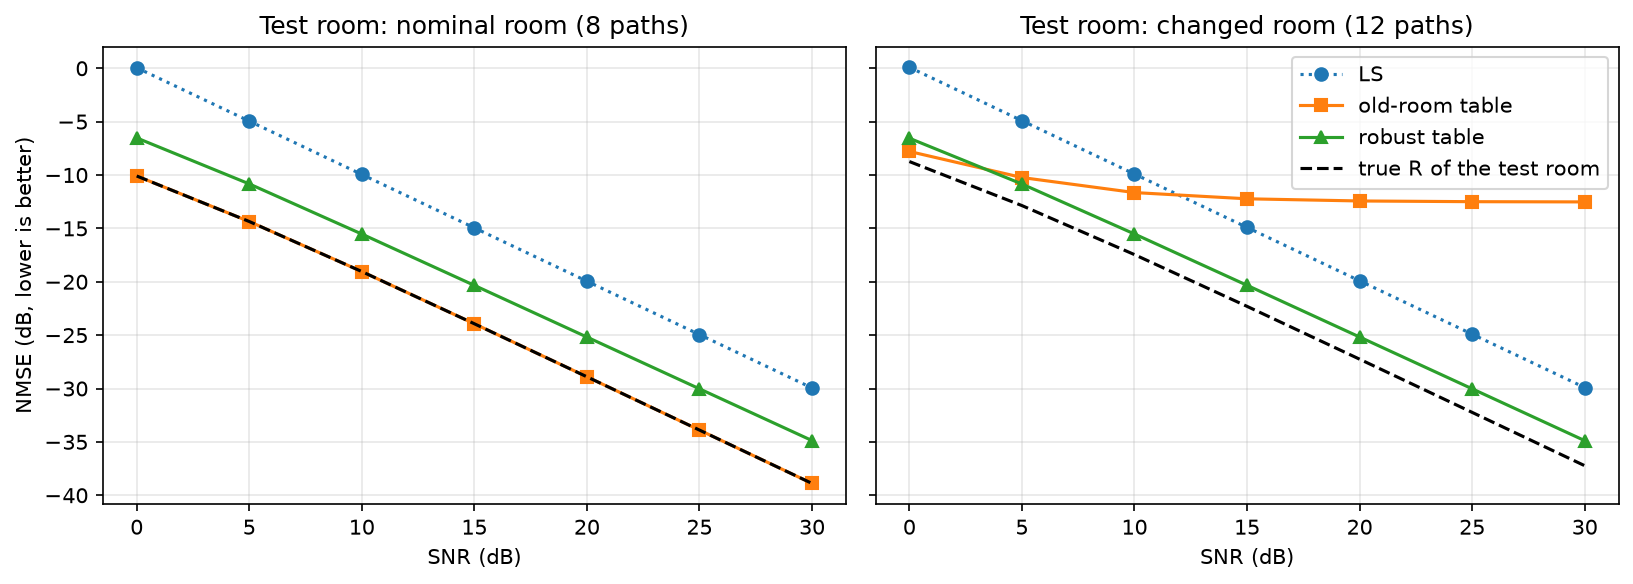 Test room: nominal room (8 paths)
Test room: changed room (12 paths)
NMSE (dB, lower is better)
0
−5
−10
−15
−20
−25
−30
−35
−40
LS
old-room table
robust table
true R of the test room
0 5 10 15 20 25 30
0 5 10 15 20 25 30
SNR (dB)
SNR (dB)